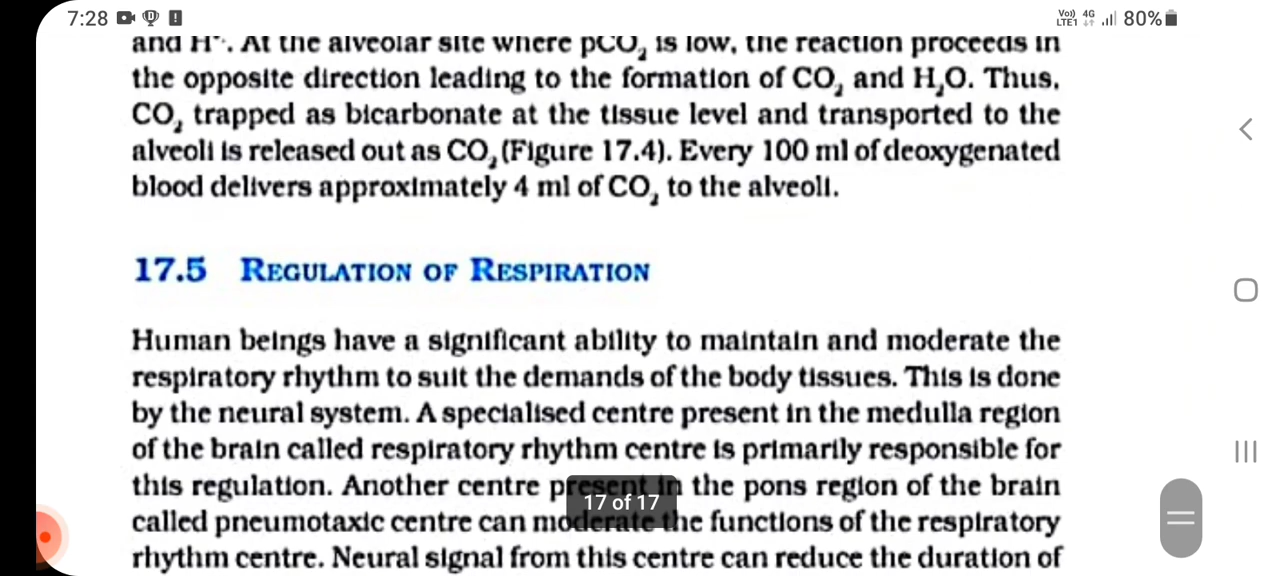 7:28
Vo)) 4G
LTE1 80%
and H⁺. At the alveolar site where pCO₂ is low, the reaction proceeds in
the opposite direction leading to the formation of CO₂ and H₂O. Thus,
CO₂ trapped as bicarbonate at the tissue level and transported to the
alveoli is released out as CO₂ (Figure 17.4). Every 100 ml of deoxygenated
blood delivers approximately 4 ml of CO₂ to the alveoli.
17.5 REGULATION OF RESPIRATION
Human beings have a significant ability to maintain and moderate the
respiratory rhythm to suit the demands of the body tissues. This is done
by the neural system. A specialised centre present in the medulla region
of the brain called respiratory rhythm centre is primarily responsible for
this regulation. Another centre present in the pons region of the brain
17 of 17
called pneumotaxic centre can moderate the functions of the respiratory
rhythm centre. Neural signal from this centre can reduce the duration of